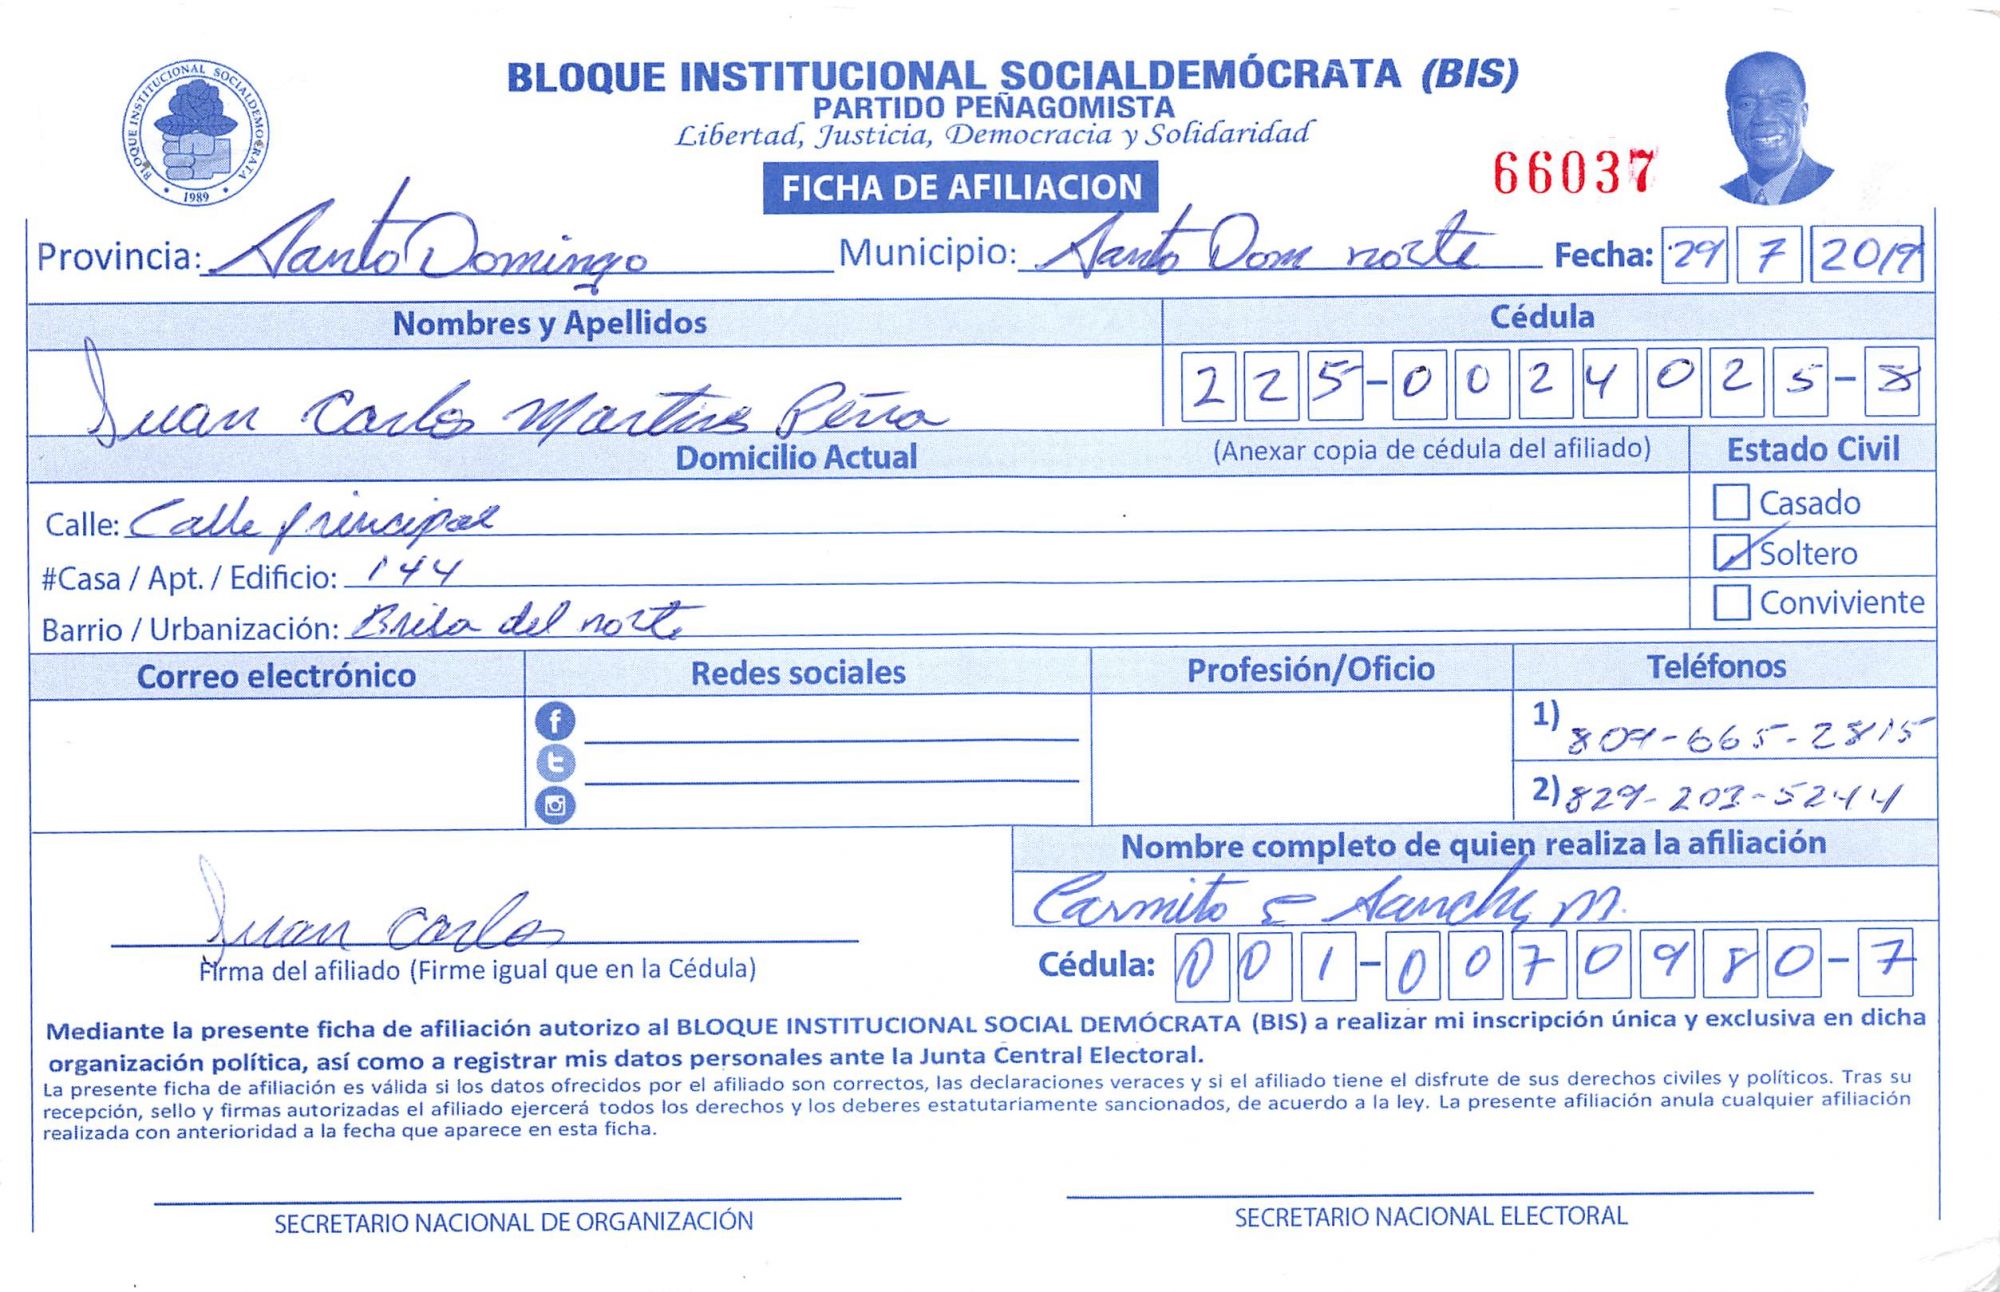 BLOQUE INSTITUCIONAL SOCIALDEMÓCRATA (BIS)
PARTIDO PEÑAGOMISTA
Libertad, Justicia, Democracia y Solidaridad
BLOQUE INSTITUCIONAL SOCIALDEMOCRATA
1989
FICHA DE AFILIACION
66037
Provincia: Santo Domingo Municipio: Santo Dom norte Fecha: 29 7 2019
Nombres y Apellidos Cédula
Juan Carlos Martins Peña 225-0024025-8
Domicilio Actual (Anexar copia de cédula del afiliado) Estado Civil
Calle: Calle principal Casado
#Casa / Apt. / Edificio: 144 Soltero
Barrio / Urbanización: Brisa del norte Conviviente
Correo electrónico Redes sociales Profesión/Oficio Teléfonos
1) 809-665-2815
2) 829-203-5244
Nombre completo de quien realiza la afiliación
Carmito Sanchez M.
Juan Carlos
Firma del afiliado (Firme igual que en la Cédula) Cédula: 001-0070980-7
Mediante la presente ficha de afiliación autorizo al BLOQUE INSTITUCIONAL SOCIAL DEMÓCRATA (BIS) a realizar mi inscripción única y exclusiva en dicha
organización política, así como a registrar mis datos personales ante la Junta Central Electoral.
La presente ficha de afiliación es válida si los datos ofrecidos por el afiliado son correctos, las declaraciones veraces y si el afiliado tiene el disfrute de sus derechos civiles y políticos. Tras su
recepción, sello y firmas autorizadas el afiliado ejercerá todos los derechos y los deberes estatutariamente sancionados, de acuerdo a la ley. La presente afiliación anula cualquier afiliación
realizada con anterioridad a la fecha que aparece en esta ficha.
SECRETARIO NACIONAL DE ORGANIZACIÓN SECRETARIO NACIONAL ELECTORAL